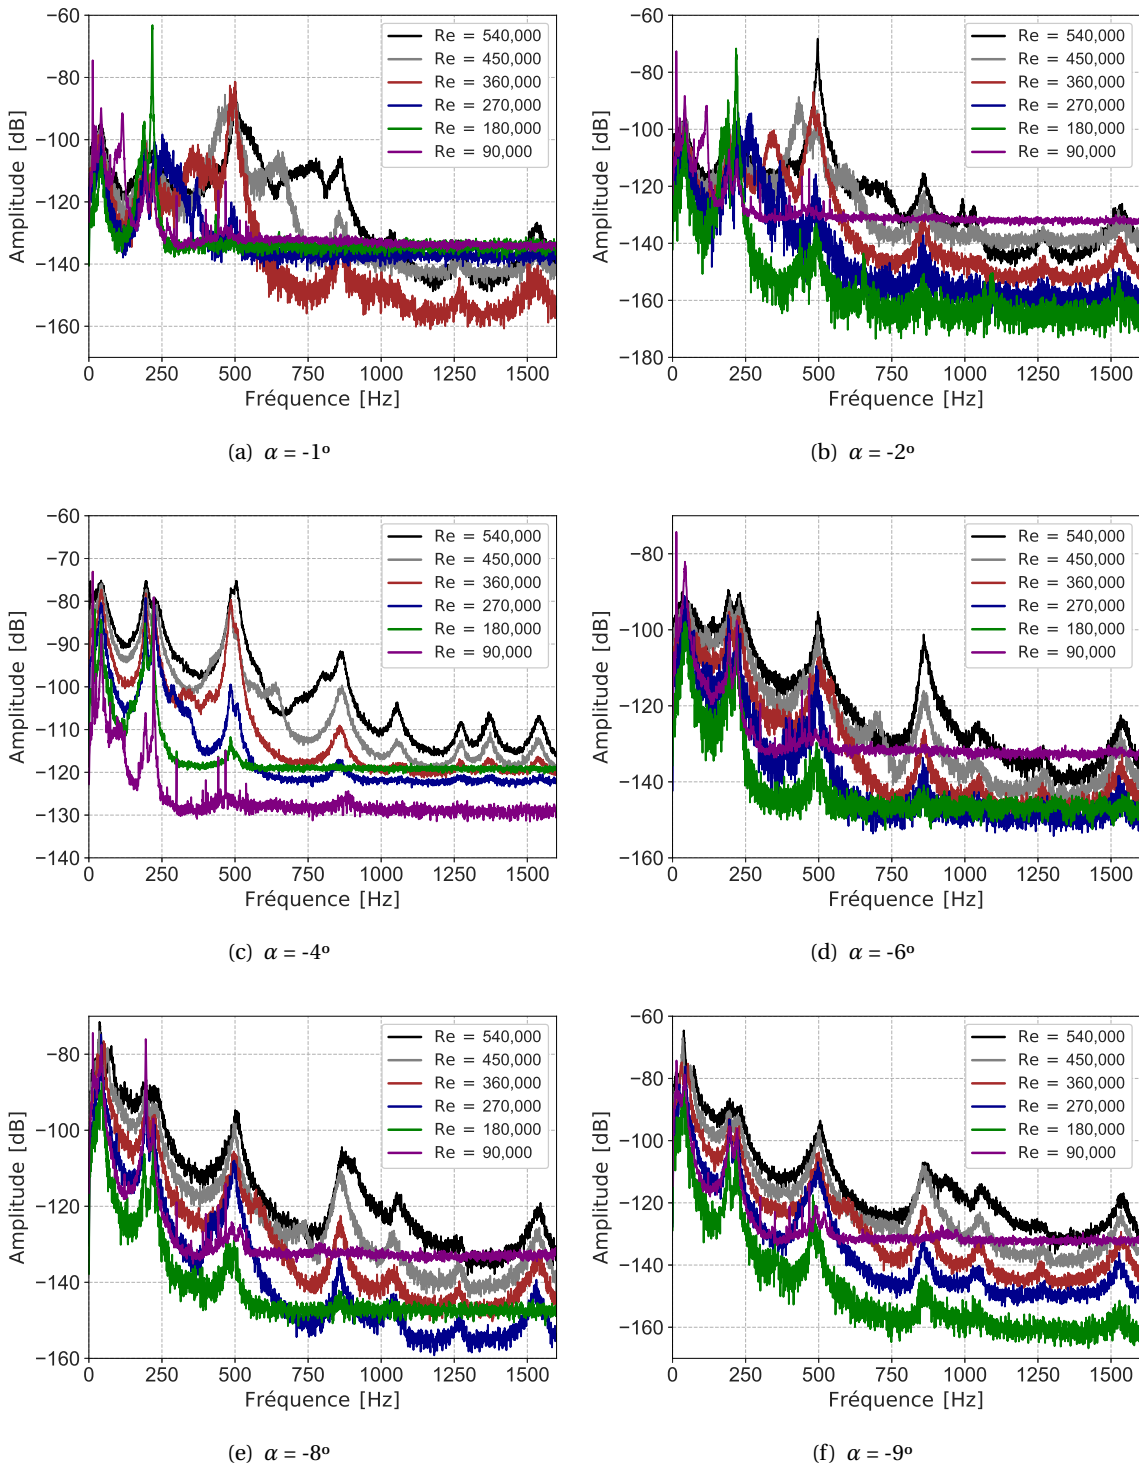 −60
−80
−100
−120
−140
−160
0 250 500 750 1000 1250 1500
Fréquence [Hz]
Amplitude [dB]
Re = 540,000
Re = 450,000
Re = 360,000
Re = 270,000
Re = 180,000
Re = 90,000
(a) α = -1º
−60
−80
−100
−120
−140
−160
−180
0 250 500 750 1000 1250 1500
Fréquence [Hz]
Amplitude [dB]
Re = 540,000
Re = 450,000
Re = 360,000
Re = 270,000
Re = 180,000
Re = 90,000
(b) α = -2º
−60
−70
−80
−90
−100
−110
−120
−130
−140
0 250 500 750 1000 1250 1500
Fréquence [Hz]
Amplitude [dB]
Re = 540,000
Re = 450,000
Re = 360,000
Re = 270,000
Re = 180,000
Re = 90,000
(c) α = -4º
−80
−100
−120
−140
−160
0 250 500 750 1000 1250 1500
Fréquence [Hz]
Amplitude [dB]
Re = 540,000
Re = 450,000
Re = 360,000
Re = 270,000
Re = 180,000
Re = 90,000
(d) α = -6º
−80
−100
−120
−140
−160
0 250 500 750 1000 1250 1500
Fréquence [Hz]
Amplitude [dB]
Re = 540,000
Re = 450,000
Re = 360,000
Re = 270,000
Re = 180,000
Re = 90,000
(e) α = -8º
−60
−80
−100
−120
−140
−160
0 250 500 750 1000 1250 1500
Fréquence [Hz]
Amplitude [dB]
Re = 540,000
Re = 450,000
Re = 360,000
Re = 270,000
Re = 180,000
Re = 90,000
(f) α = -9º